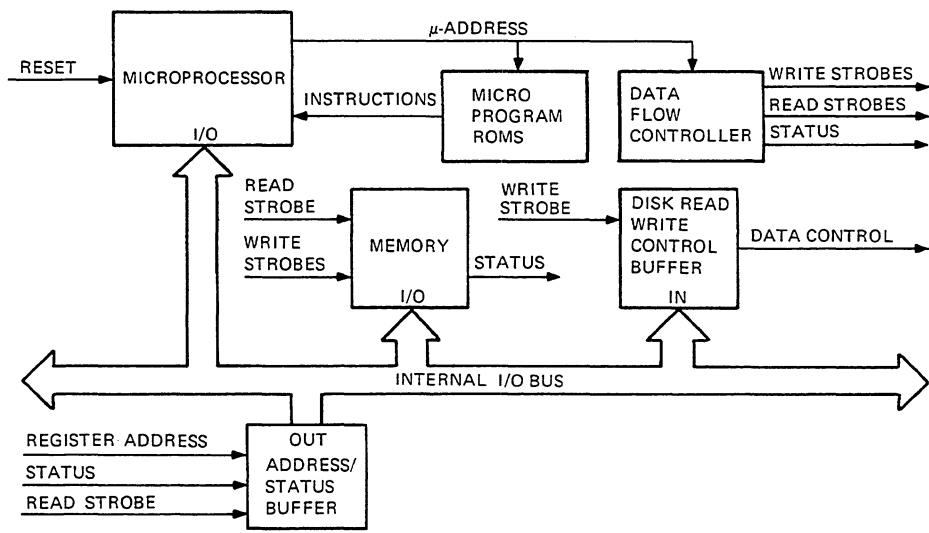 μ-ADDRESS
RESET
MICROPROCESSOR
I/O
INSTRUCTIONS
MICRO
PROGRAM
ROMS
DATA
FLOW
CONTROLLER
WRITE STROBES
READ STROBES
STATUS
READ
STROBE
WRITE
STROBES
MEMORY
I/O
STATUS
WRITE
STROBE
DISK READ
WRITE
CONTROL
BUFFER
IN
DATA CONTROL
INTERNAL I/O BUS
REGISTER ADDRESS
STATUS
READ STROBE
OUT
ADDRESS/
STATUS
BUFFER